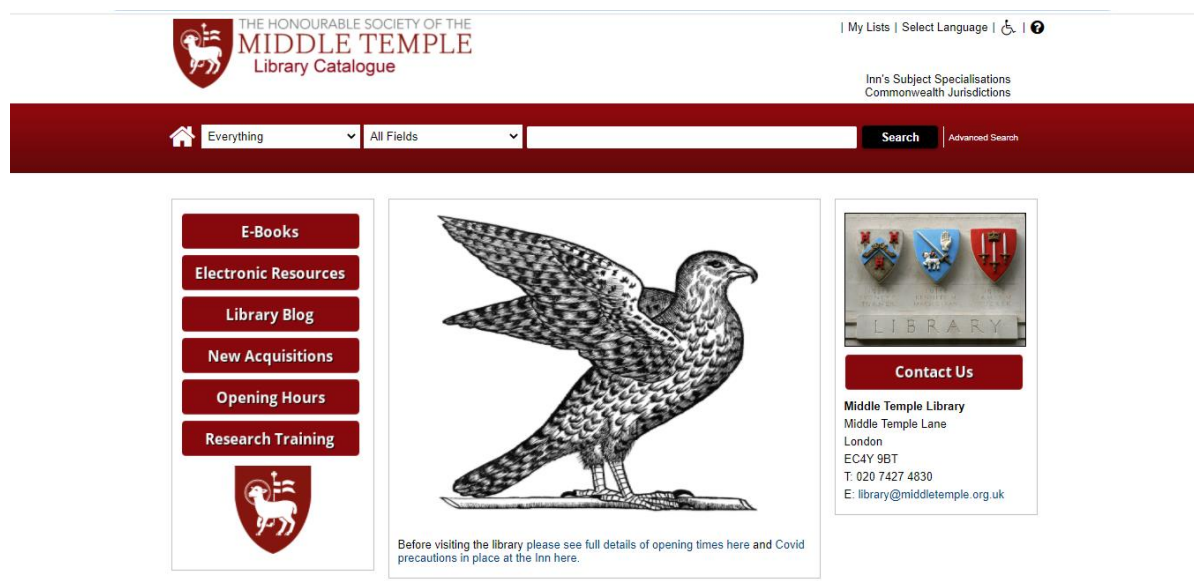 THE HONOURABLE SOCIETY OF THE
MIDDLE TEMPLE
Library Catalogue
| My Lists | Select Language | |
Inn's Subject Specialisations
Commonwealth Jurisdictions
Everything All Fields Search Advanced Search
E-Books
Electronic Resources
Library Blog
New Acquisitions
Opening Hours
Research Training
Before visiting the library please see full details of opening times here and Covid
precautions in place at the Inn here.
LIBRARY
Contact Us
Middle Temple Library
Middle Temple Lane
London
EC4Y 9BT
T: 020 7427 4830
E: library@middletemple.org.uk